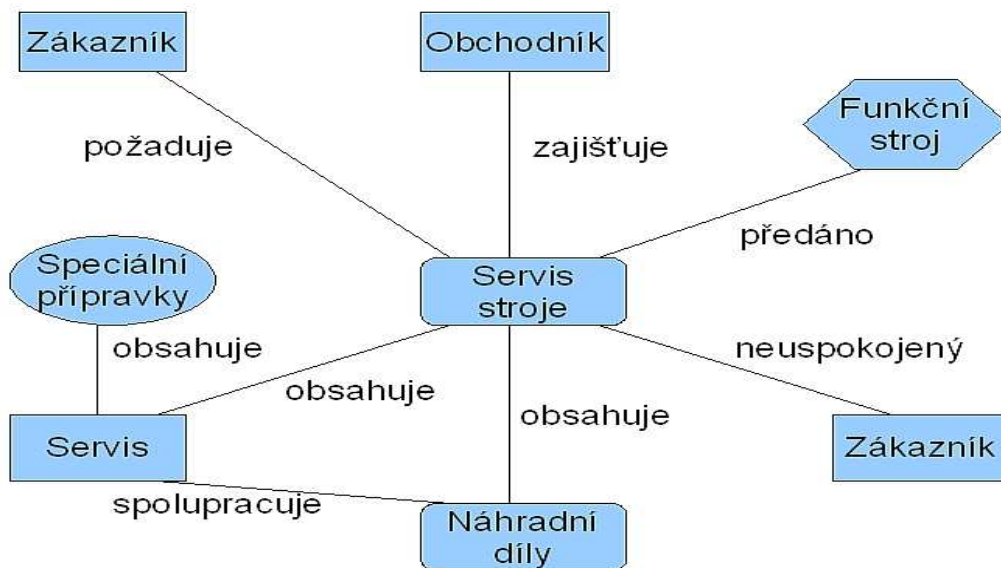 Zákazník
Obchodník
Funkční
stroj
požaduje
zajišťuje
předáno
Speciální
přípravky
Servis
stroje
obsahuje
neuspokojený
obsahuje
obsahuje
Servis
Zákazník
spolupracuje
Náhradní
díly